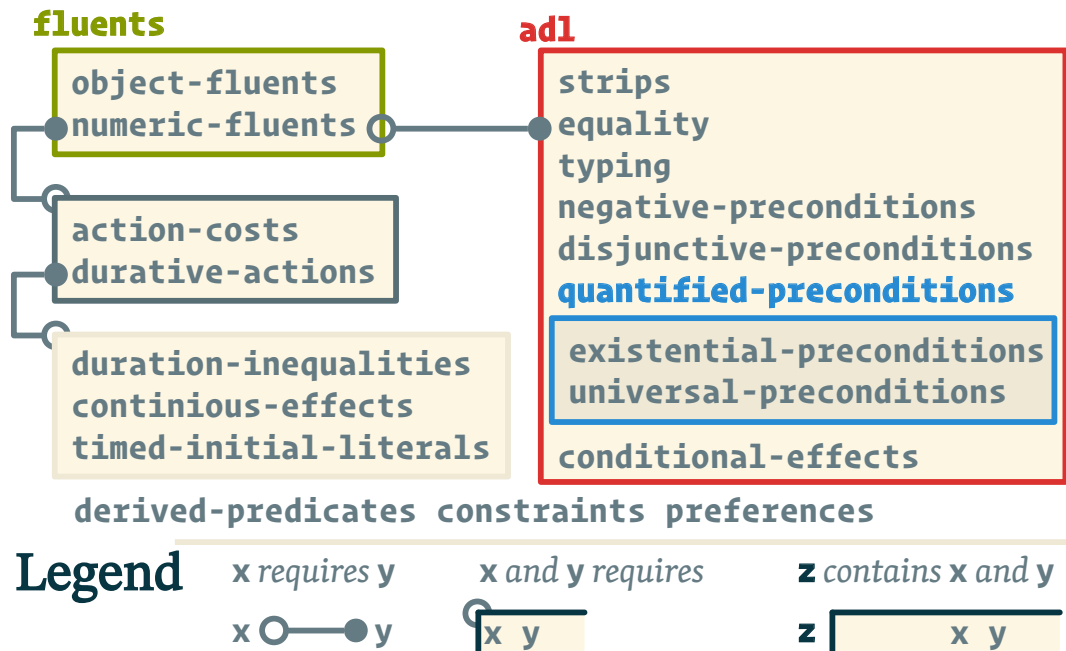 fluents
object-fluents
numeric-fluents
action-costs
durative-actions
duration-inequalities
continious-effects
timed-initial-literals
adl
strips
equality
typing
negative-preconditions
disjunctive-preconditions
quantified-preconditions
existential-preconditions
universal-preconditions
conditional-effects
derived-predicates constraints preferences
Legend
x requires y
x and y requires
z contains x and y
x y
x y
z x y